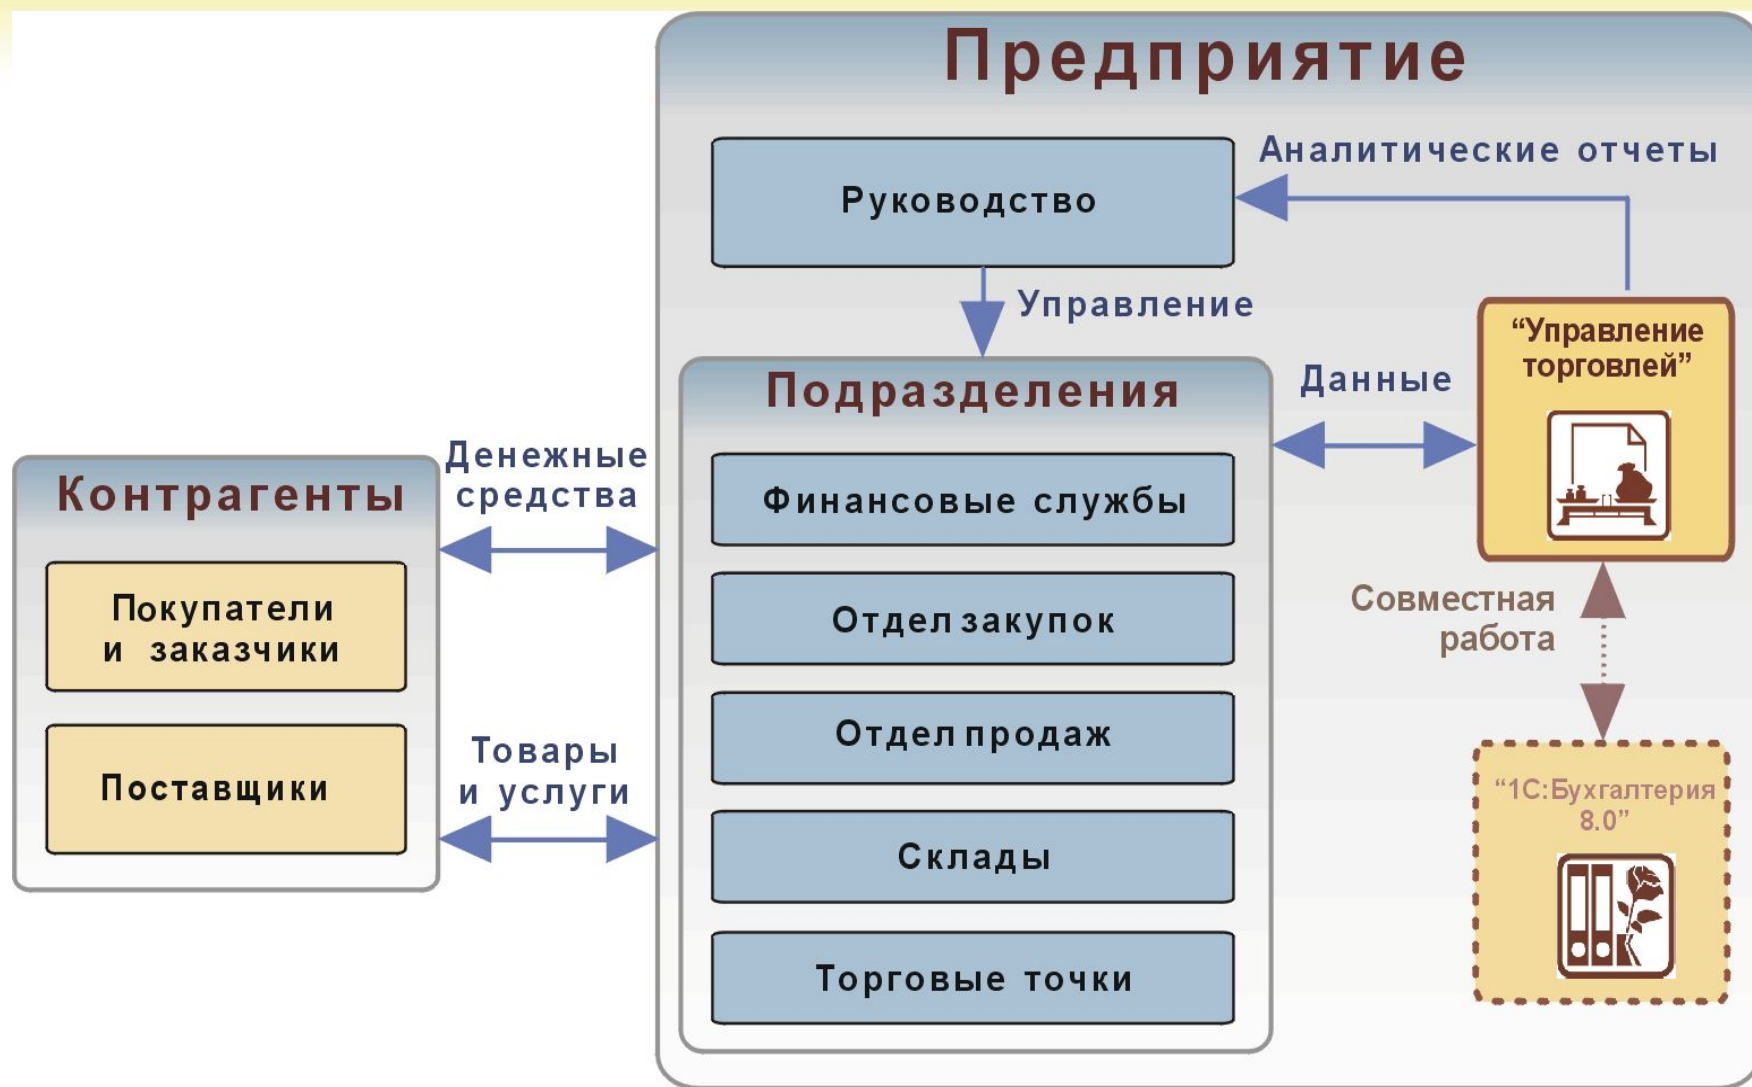 Предприятие
Аналитические отчеты
Руководство
Управление
“Управление
торговлей”
Данные
Подразделения
Финансовые службы
Отдел закупок
Отдел продаж
Склады
Торговые точки
Денежные
средства
Контрагенты
Покупатели
и заказчики
Поставщики
Товары
и услуги
Совместная
работа
“1С:Бухгалтерия
8.0”